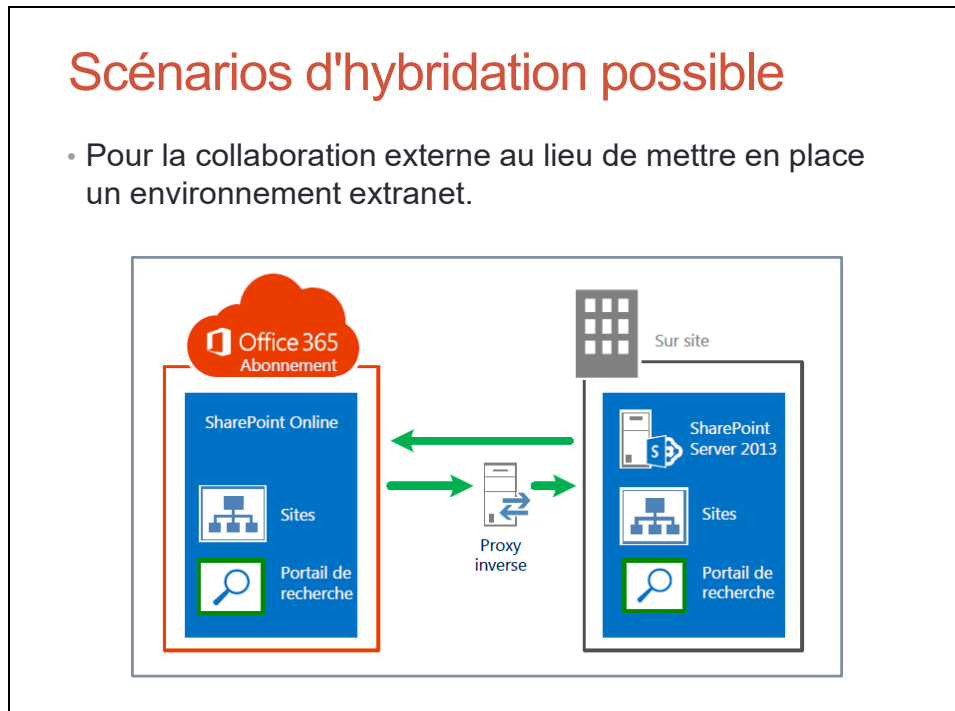 Scénarios d'hybridation possible
• Pour la collaboration externe au lieu de mettre en place
un environnement extranet.
Office 365
Abonnement
SharePoint Online
Sites
Portail de
recherche
Proxy
inverse
Sur site
S
SharePoint
Server 2013
Sites
Portail de
recherche